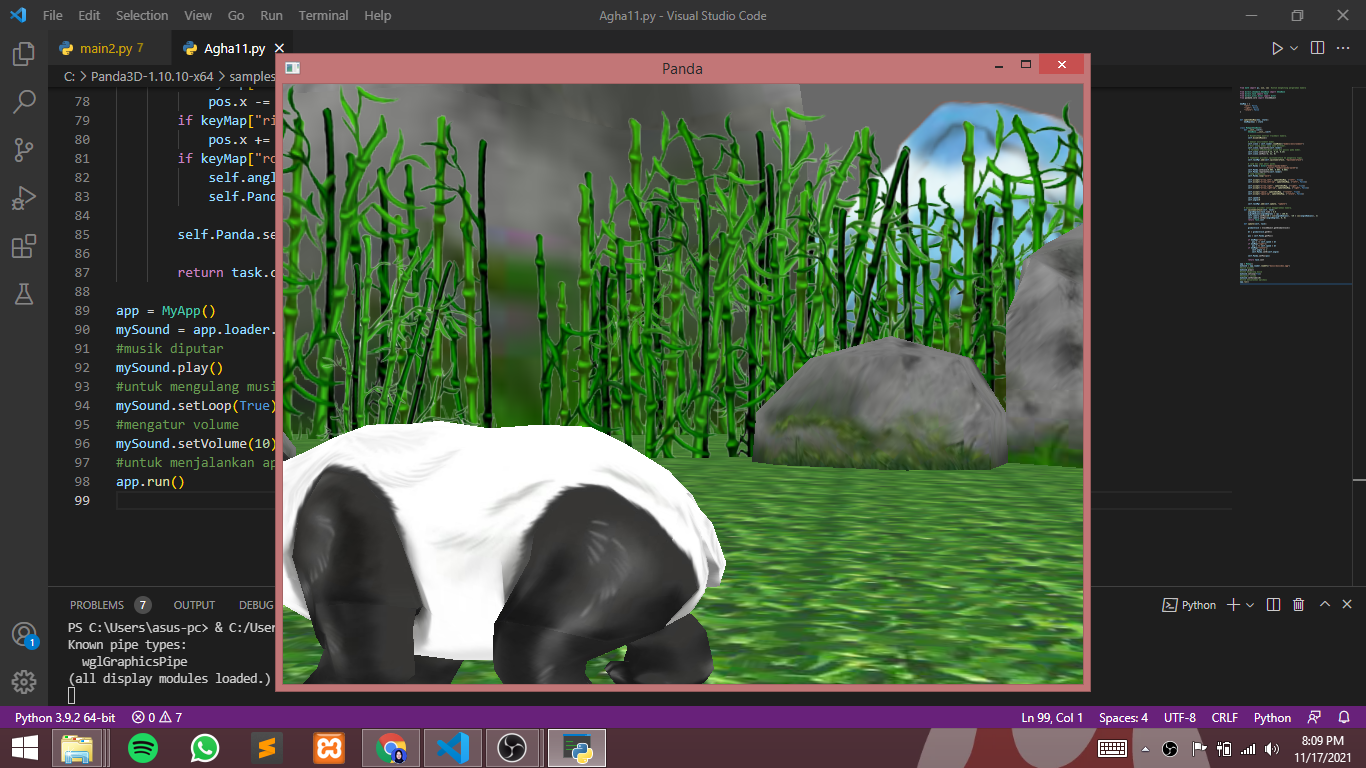 File Edit Selection View Go Run Terminal Help
Agha11.py - Visual Studio Code
main2.py 7
Agha11.py
C: > Panda3D-1.10.10-x64 > samples
Panda
78 pos.x -=
79 if keyMap["ri
80 pos.x +=
81 if keyMap["ro
82 self.angl
83 self.Pand
84
85 self.Panda.se
86
87 return task.c
88
89 app = MyApp()
90 mySound = app.loader.
91 #musik diputar
92 mySound.play()
93 #untuk mengulang musi
94 mySound.setLoop(True)
95 #mengatur volume
96 mySound.setVolume(10)
97 #untuk menjalankan ap
98 app.run()
99
PROBLEMS 7 OUTPUT DEBUG
Python
PS C:\Users\asus-pc> & C:/User
Known pipe types:
wglGraphicsPipe
(all display modules loaded.)
1
Python 3.9.2 64-bit 0 7
Ln 99, Col 1 Spaces: 4 UTF-8 CRLF Python
8:09 PM
11/17/2021